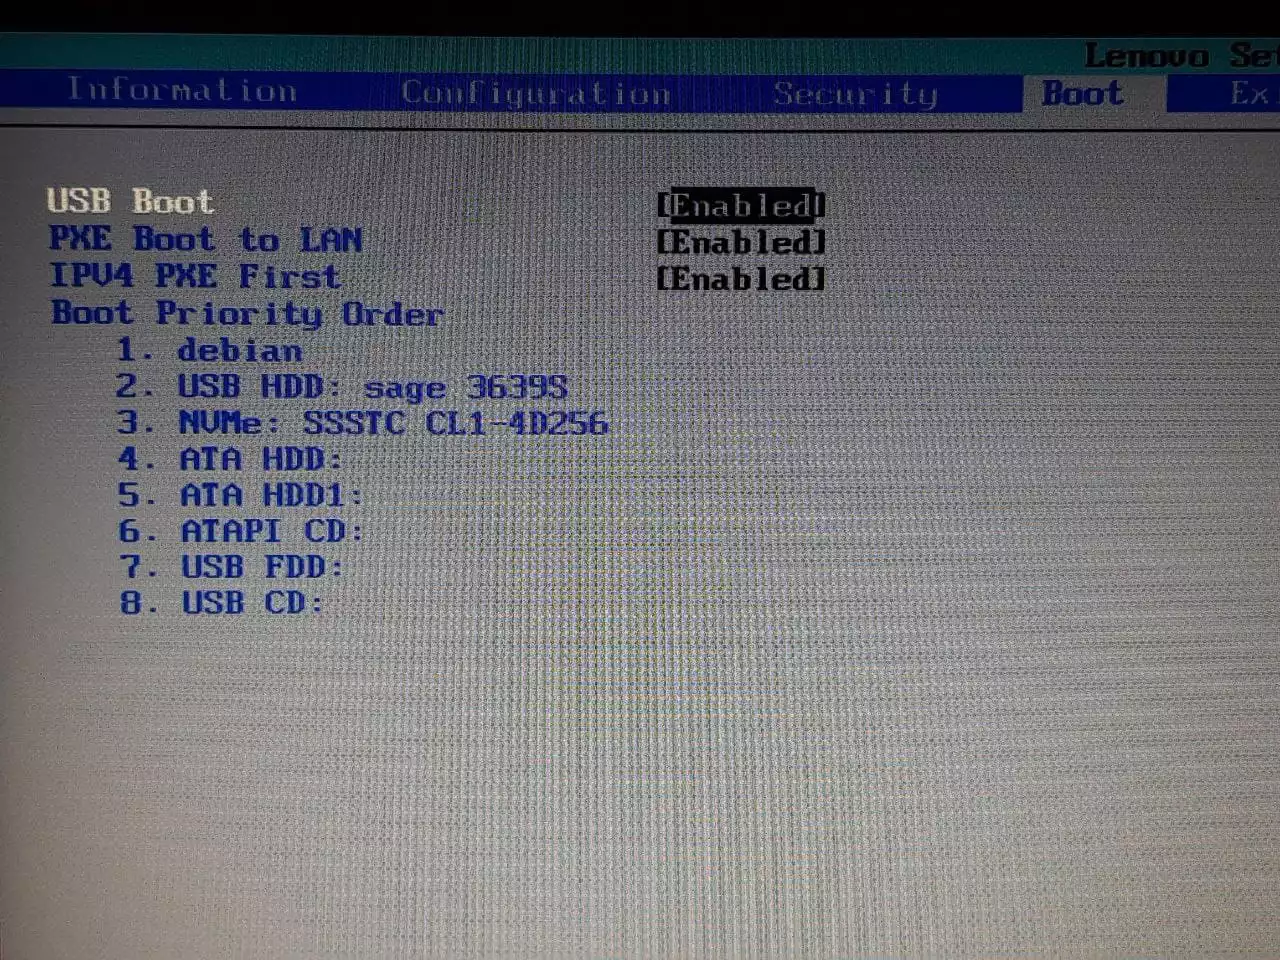 Lenovo
Information Configuration Security Boot
USB Boot [Enabled]
PXE Boot to LAN [Enabled]
IPV4 PXE First [Enabled]
Boot Priority Order
1. debian
2. USB HDD: sage 3639S
3. NVMe: SSSTC CL1-4D256
4. ATA HDD:
5. ATA HDD1:
6. ATAPI CD:
7. USB FDD:
8. USB CD: